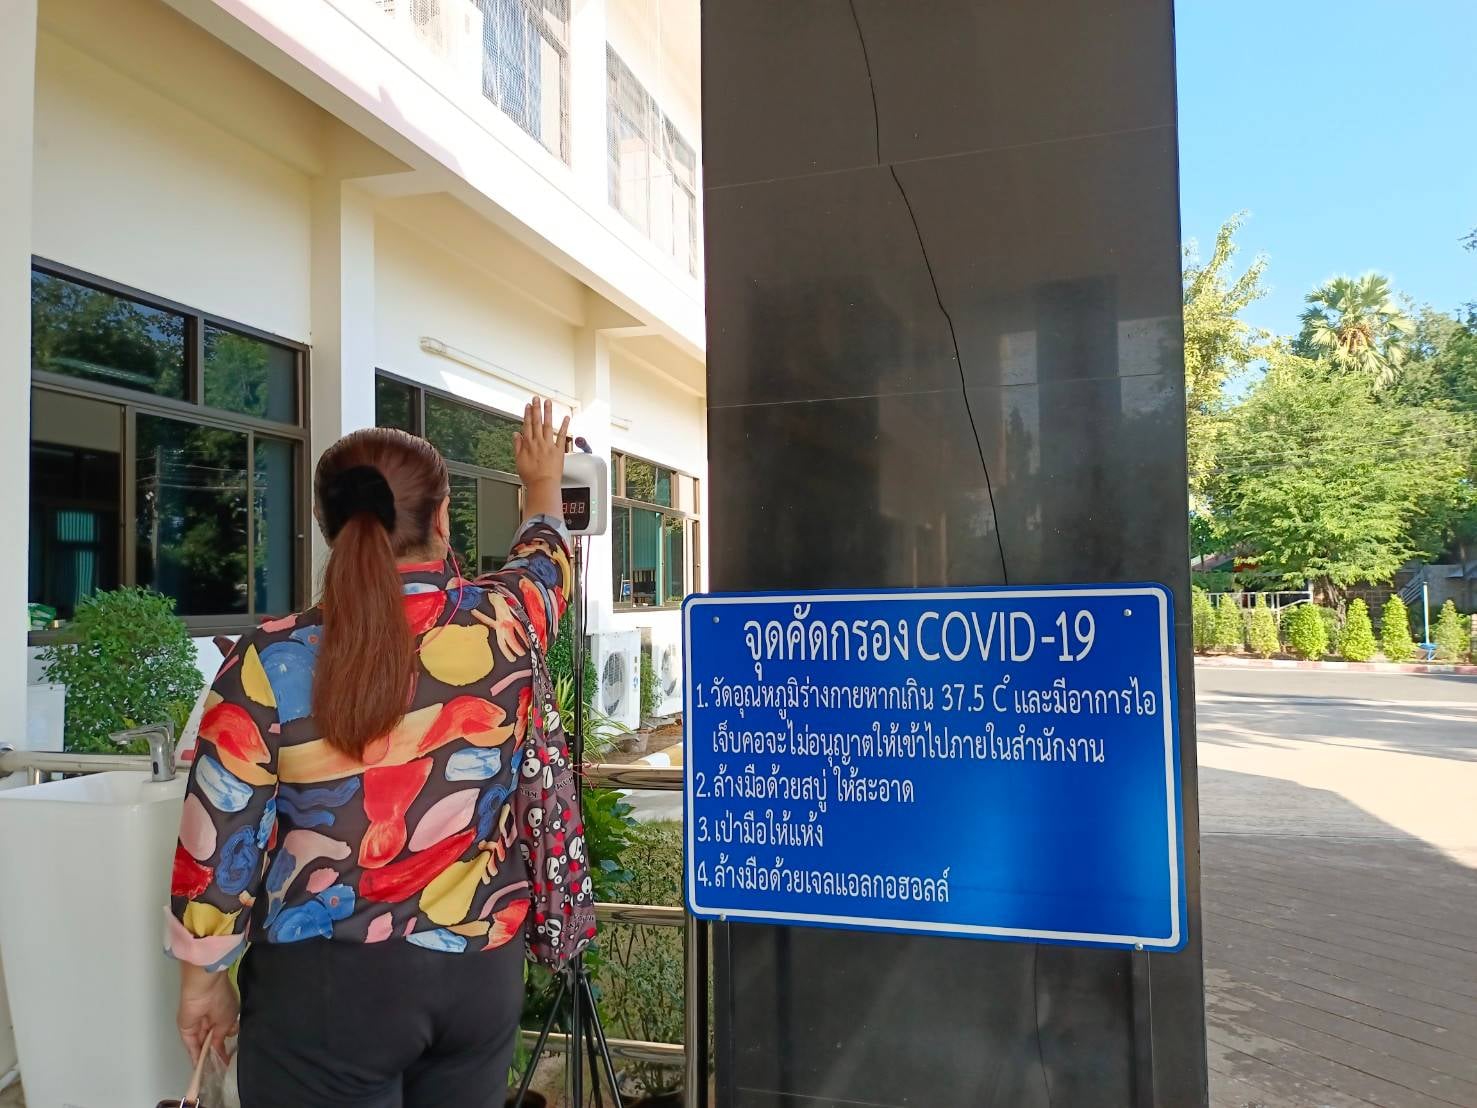 จุดคัดกรอง COVID-19
1. วัดอุณหภูมิร่างกายหากเกิน 37.5 C ํ และมีอาการไอ
เจ็บคอจะไม่อนุญาตให้เข้าไปภายในสำนักงาน
2. ล้างมือด้วยสบู่ ให้สะอาด
3. เป่ามือให้แห้ง
4. ล้างมือด้วยเจลแอลกอฮอลล์